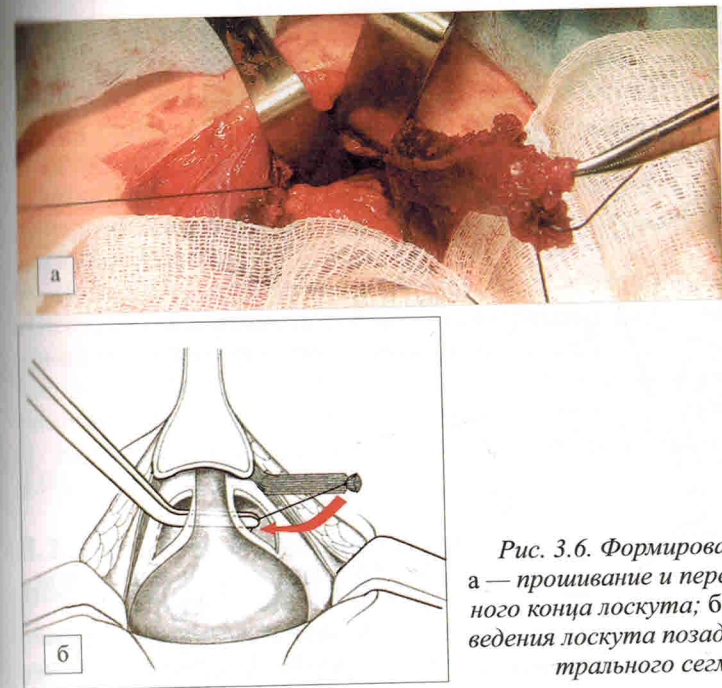 а
б
Рис. 3.6. Формирова
а — прошивание и пере
ного конца лоскута; б
ведения лоскута позад
трального сегм